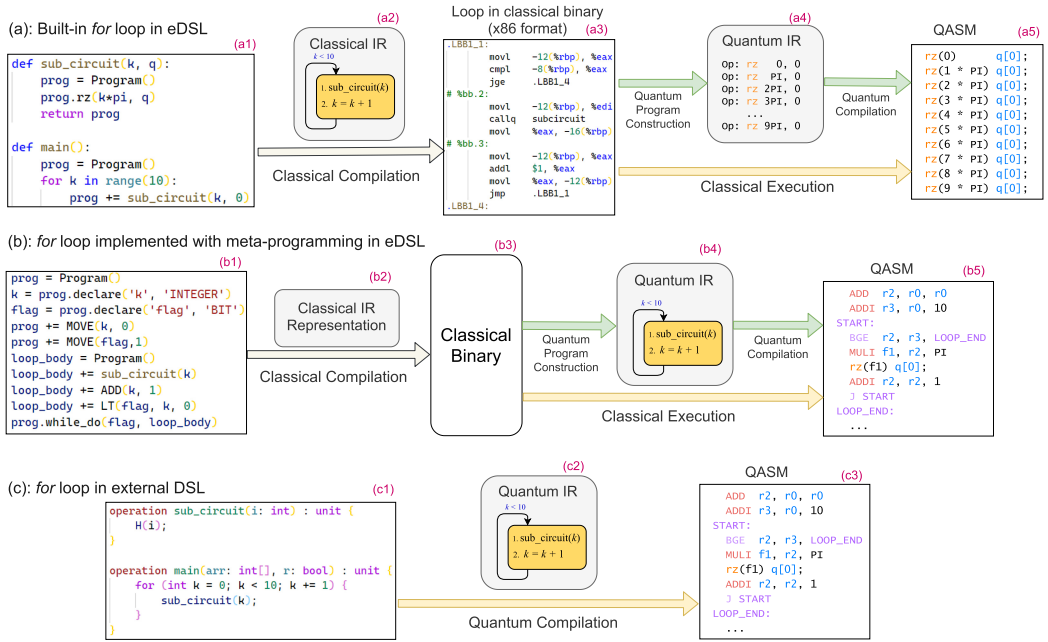 (a): Built-in for loop in eDSL
(a1)
def sub_circuit(k, q):
    prog = Program()
    prog.rz(k*pi, q)
    return prog
def main():
    prog = Program()
    for k in range(10):
        prog += sub_circuit(k, 0)
(a2)
Classical IR
k < 10
1. sub_circuit(k)
2. k = k + 1
Classical Compilation
Loop in classical binary
(x86 format)
(a3)
.LBB1_1:
movl -12(%rbp), %eax
cmpl -8(%rbp), %eax
jge .LBB1_4
# %bb.2:
movl -12(%rbp), %edi
callq subcircuit
movl %eax, -16(%rbp)
# %bb.3:
movl -12(%rbp), %eax
addl $1, %eax
movl %eax, -12(%rbp)
jmp .LBB1_1
.LBB1_4:
Quantum
Program
Construction
(a4)
Quantum IR
Op: rz 0, 0
Op: rz PI, 0
Op: rz 2PI, 0
Op: rz 3PI, 0
...
Op: rz 9PI, 0
Quantum
Compilation
Classical Execution
QASM
(a5)
rz(0) q[0];
rz(1 * PI) q[0];
rz(2 * PI) q[0];
rz(3 * PI) q[0];
rz(4 * PI) q[0];
rz(5 * PI) q[0];
rz(6 * PI) q[0];
rz(7 * PI) q[0];
rz(8 * PI) q[0];
rz(9 * PI) q[0];
(b): for loop implemented with meta-programming in eDSL
(b1)
prog = Program()
k = prog.declare('k', 'INTEGER')
flag = prog.declare('flag', 'BIT')
prog += MOVE(k, 0)
prog += MOVE(flag,1)
loop_body = Program()
loop_body += sub_circuit(k)
loop_body += ADD(k, 1)
loop_body += LT(flag, k, 0)
prog.while_do(flag, loop_body)
(b2)
Classical IR
Representation
Classical Compilation
(b3)
Classical
Binary
Quantum
Program
Construction
(b4)
Quantum IR
k < 10
1. sub_circuit(k)
2. k = k + 1
Quantum
Compilation
Classical Execution
QASM
(b5)
ADD r2, r0, r0
ADDI r3, r0, 10
START:
BGE r2, r3, LOOP_END
MULI f1, r2, PI
rz(f1) q[0];
ADDI r2, r2, 1
J START
LOOP_END:
...
(c): for loop in external DSL
(c1)
operation sub_circuit(i: int) : unit {
    H(i);
}
operation main(arr: int[], r: bool) : unit {
    for (int k = 0; k < 10; k += 1) {
        sub_circuit(k);
    }
}
(c2)
Quantum IR
k < 10
1. sub_circuit(k)
2. k = k + 1
Quantum Compilation
QASM
(c3)
ADD r2, r0, r0
ADDI r3, r0, 10
START:
BGE r2, r3, LOOP_END
MULI f1, r2, PI
rz(f1) q[0];
ADDI r2, r2, 1
J START
LOOP_END:
...